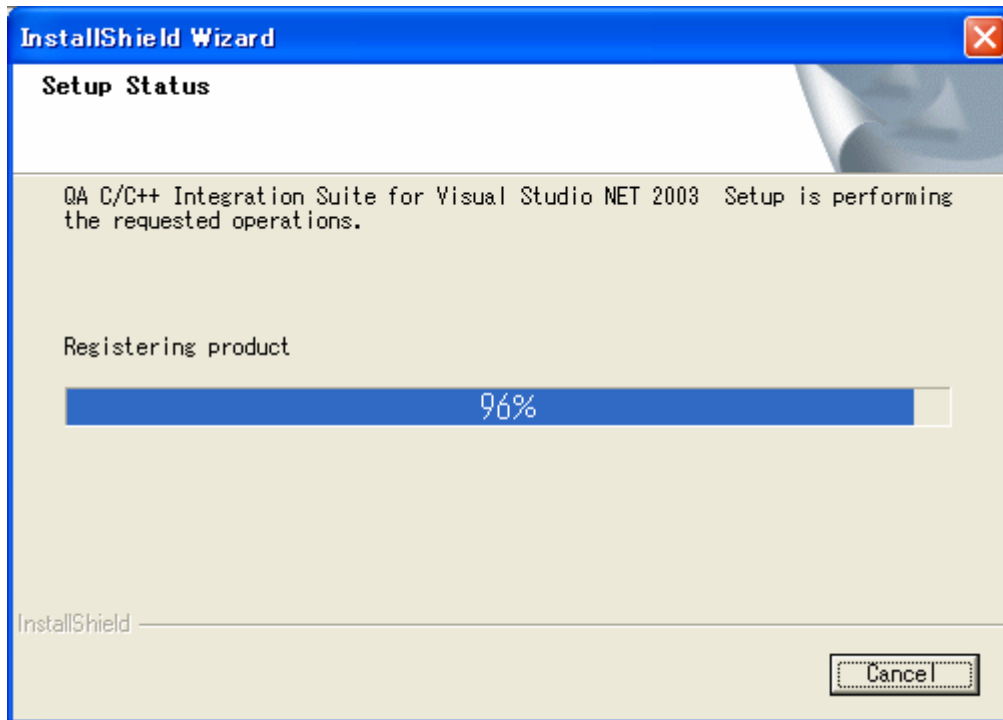 InstallShield Wizard
Setup Status
QA C/C++ Integration Suite for Visual Studio NET 2003  Setup is performing
the requested operations.
Registering product
96%
InstallShield
Cancel